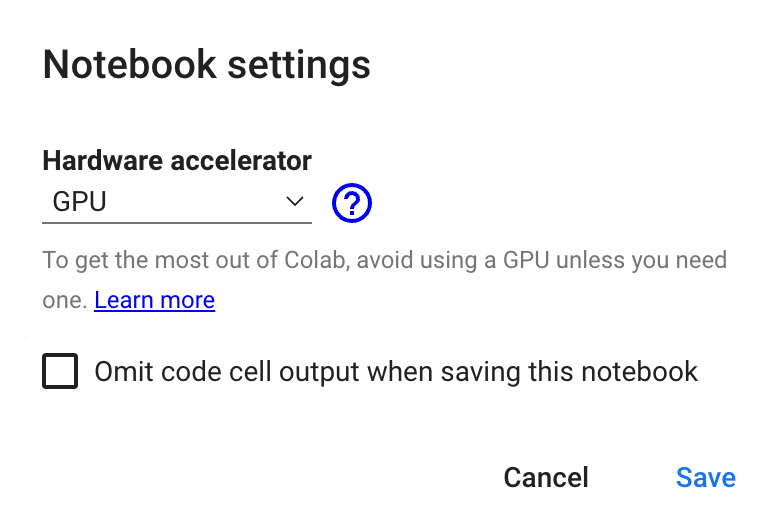 Notebook settings
Hardware accelerator
GPU
?
To get the most out of Colab, avoid using a GPU unless you need
one. Learn more
Omit code cell output when saving this notebook
Cancel Save